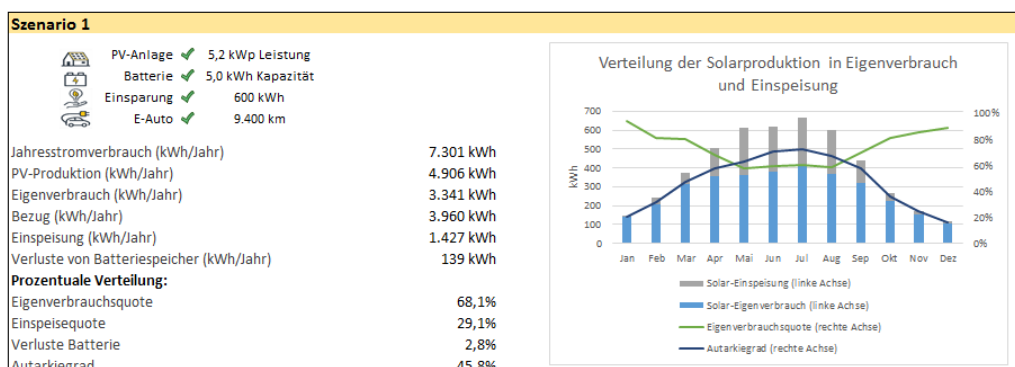 Szenario 1
PV-Anlage ✔ 5,2 kWp Leistung
Batterie ✔ 5,0 kWh Kapazität
Einsparung ✔ 600 kWh
E-Auto ✔ 9.400 km
Jahresstromverbrauch (kWh/Jahr) 7.301 kWh
PV-Produktion (kWh/Jahr) 4.906 kWh
Eigenverbrauch (kWh/Jahr) 3.341 kWh
Bezug (kWh/Jahr) 3.960 kWh
Einspeisung (kWh/Jahr) 1.427 kWh
Verluste von Batteriespeicher (kWh/Jahr) 139 kWh
Prozentuale Verteilung:
Eigenverbrauchsquote 68,1%
Einspeisequote 29,1%
Verluste Batterie 2,8%
Autarkiegrad 45,8%
Verteilung der Solarproduktion in Eigenverbrauch
und Einspeisung
700
600
500
400
300
200
100
0
kWh
100%
80%
60%
40%
20%
0%
Jan Feb Mar Apr Mai Jun Jul Aug Sep Okt Nov Dez
Solar-Einspeisung (linke Achse)
Solar-Eigenverbrauch (linke Achse)
Eigenverbrauchsquote (rechte Achse)
Autarkiegrad (rechte Achse)